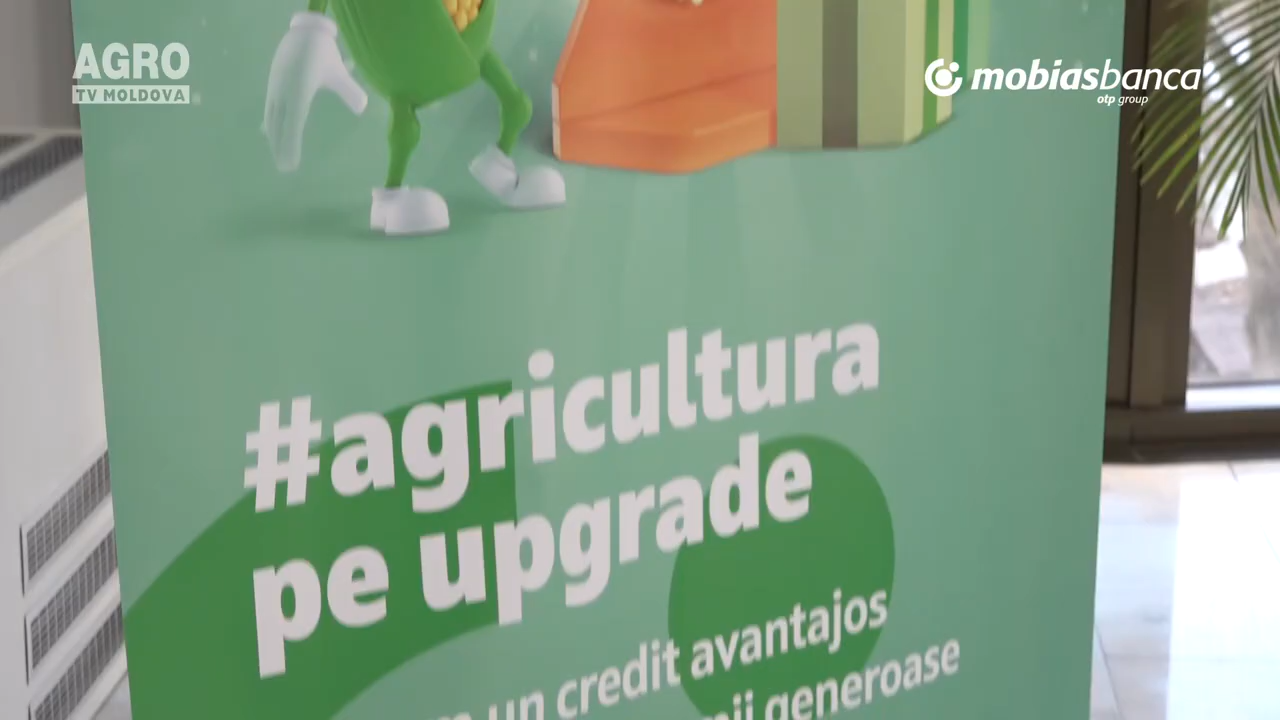 AGRO
TV MOLDOVA
mobiasbanca
otp group
#agricultura
pe upgrade
un credit avantajos
generoase